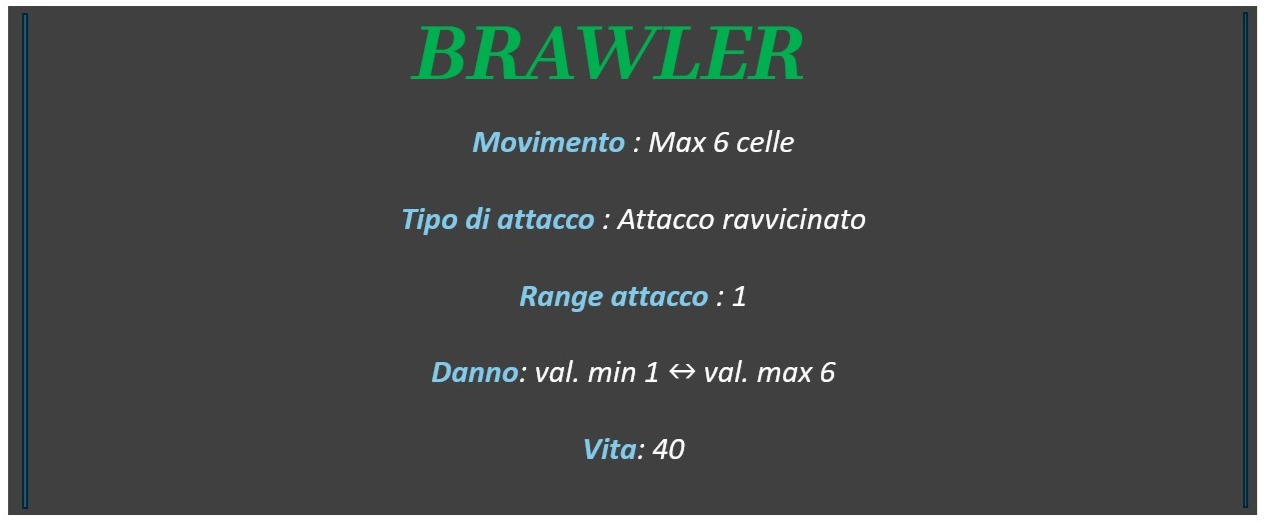 BRAWLER
Movimento : Max 6 celle
Tipo di attacco : Attacco ravvicinato
Range attacco : 1
Danno: val. min 1 ↔ val. max 6
Vita: 40